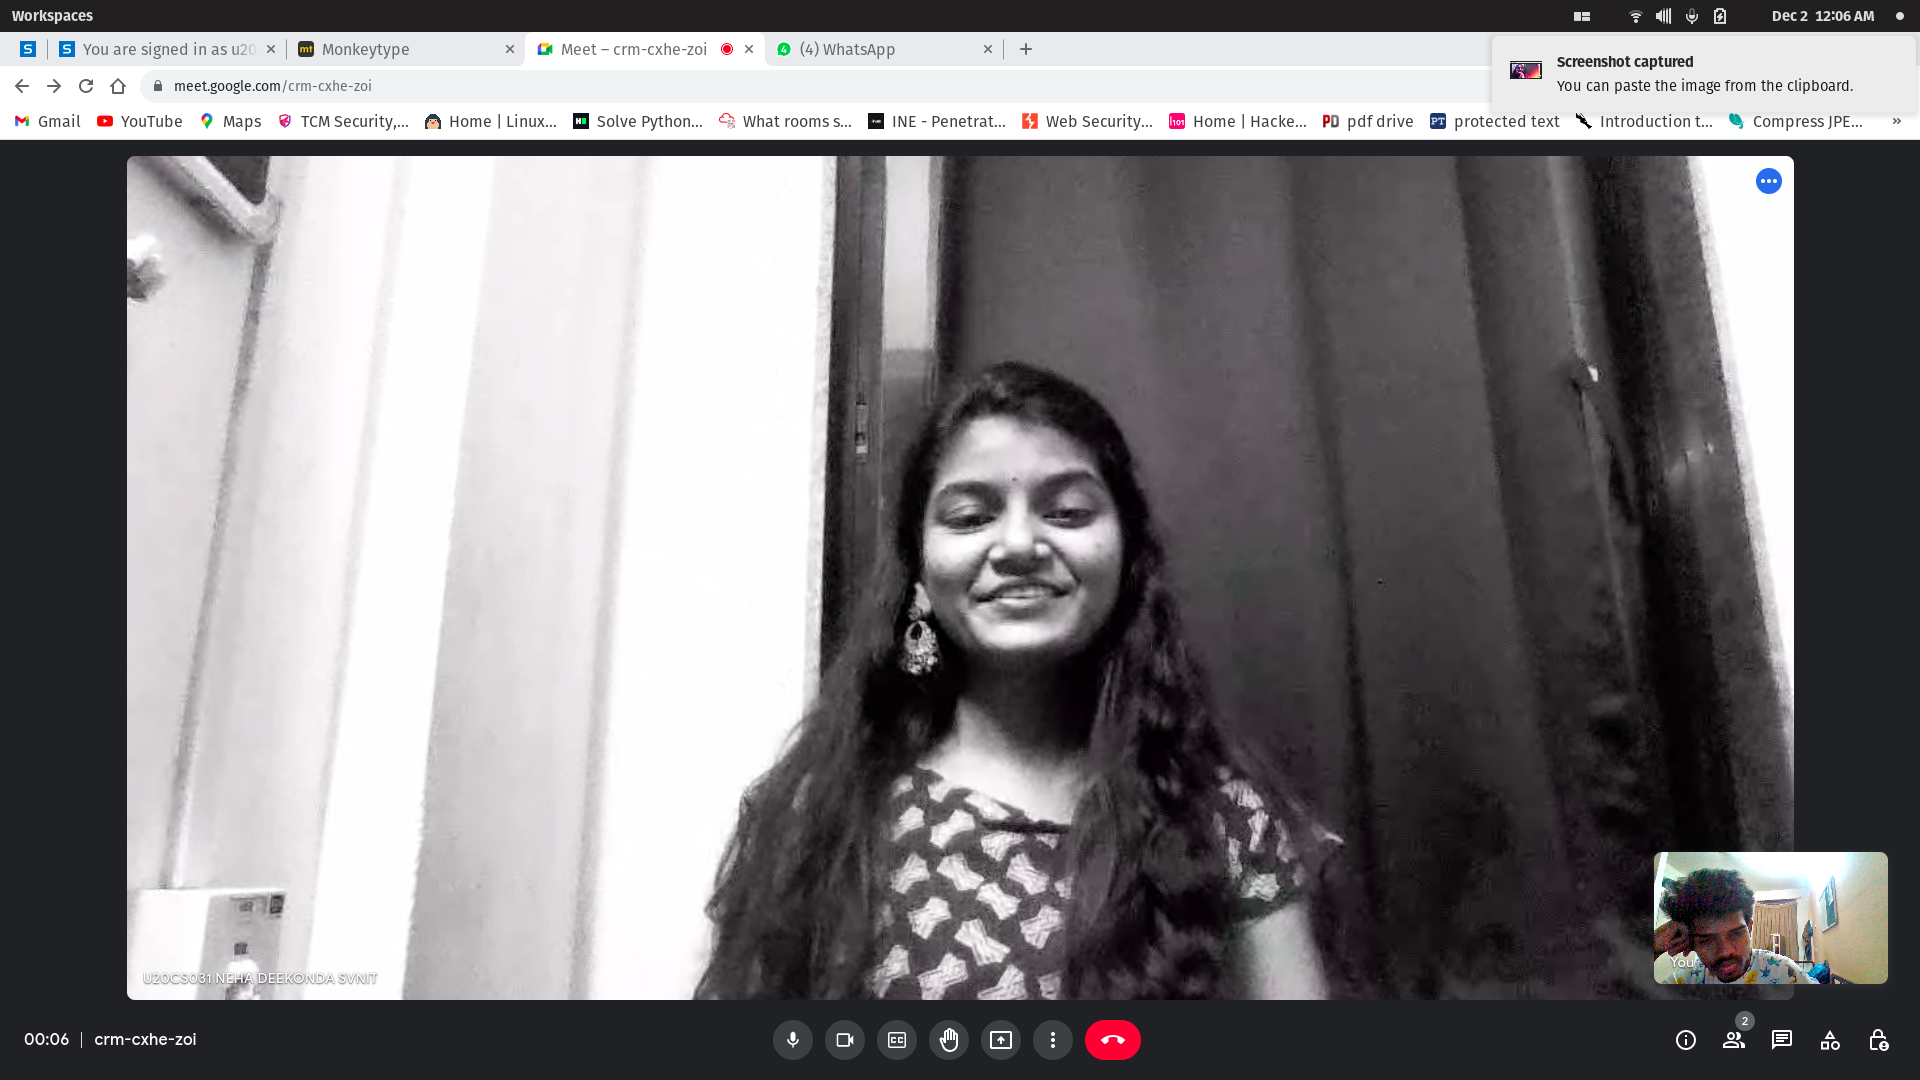 Workspaces
Dec 2 12:06 AM
You are signed in as u20
Monkeytype
Meet – crm-cxhe-zoi
(4) WhatsApp
meet.google.com/crm-cxhe-zoi
Screenshot captured
You can paste the image from the clipboard.
Gmail
YouTube
Maps
TCM Security,...
Home | Linux...
Solve Python...
What rooms s...
INE - Penetrat...
Web Security...
Home | Hacke...
pdf drive
protected text
Introduction t...
Compress JPE...
U20CS031 NEHA DEEKONDA SVNIT
You
00:06 | crm-cxhe-zoi
2